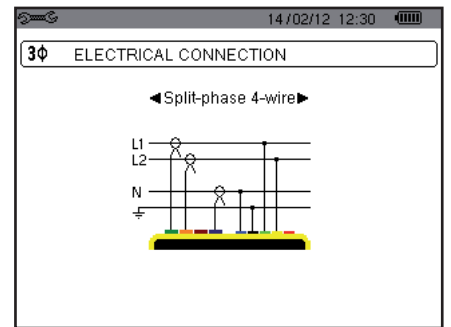 14/02/12 12:30
3Φ ELECTRICAL CONNECTION
◄Split-phase 4-wire►
L1
L2
N